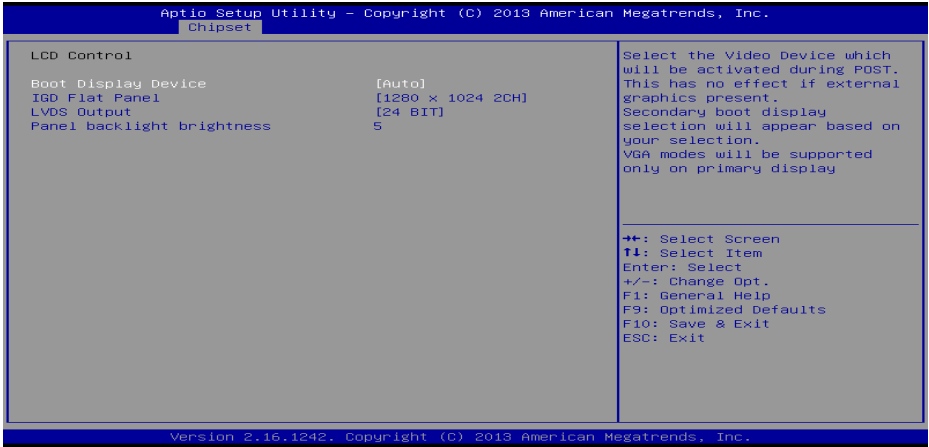 Aptio Setup Utility – Copyright (C) 2013 American Megatrends, Inc.
Chipset
LCD Control
Boot Display Device [Auto]
IGD Flat Panel [1280 x 1024 2CH]
LVDS Output [24 BIT]
Panel backlight brightness 5
Select the Video Device which
will be activated during POST.
This has no effect if external
graphics present.
Secondary boot display
selection will appear based on
your selection.
VGA modes will be supported
only on primary display
→←: Select Screen
↑↓: Select Item
Enter: Select
+/-: Change Opt.
F1: General Help
F9: Optimized Defaults
F10: Save & Exit
ESC: Exit
Version 2.16.1242. Copyright (C) 2013 American Megatrends, Inc.